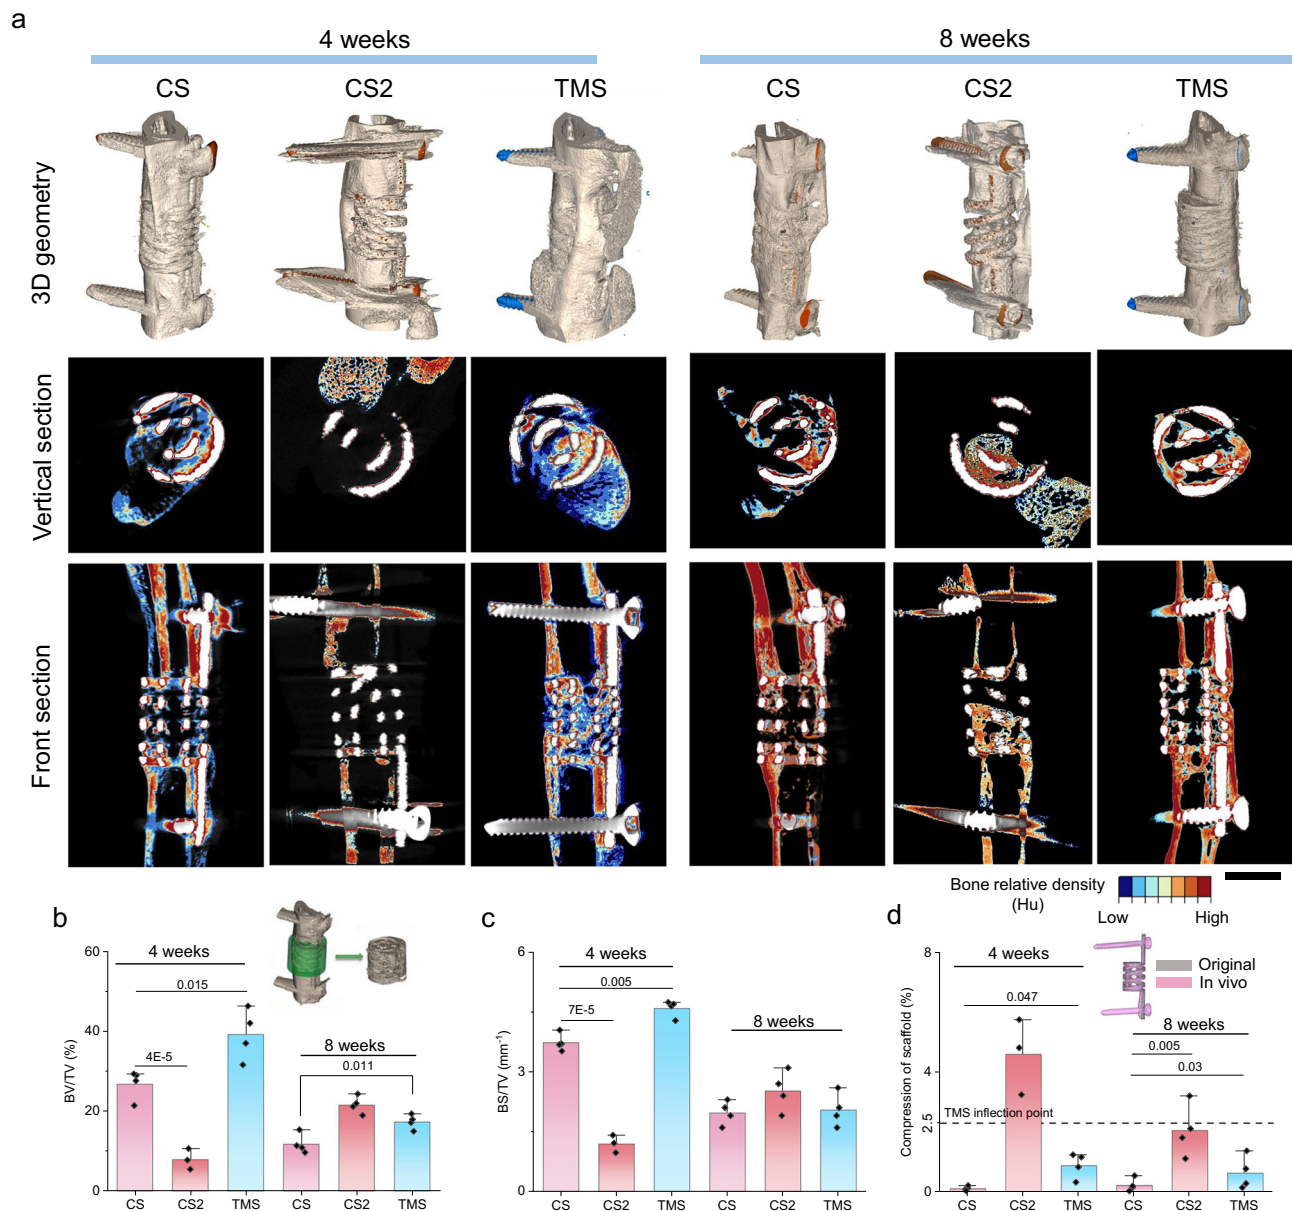 a
4 weeks
8 weeks
CS
CS2
TMS
CS
CS2
TMS
3D geometry
Vertical section
Front section
Bone relative density
(Hu)
Low
High
b
60
40
20
0
BV/TV (%)
4 weeks
0.015
4E-5
8 weeks
0.011
CS
CS2
TMS
CS
CS2
TMS
c
6
3
0
BS/TV (mm⁻¹)
4 weeks
0.005
7E-5
8 weeks
CS
CS2
TMS
CS
CS2
TMS
d
8
4
2.5
0
Compression of scaffold (%)
4 weeks
0.047
Original
In vivo
8 weeks
0.005
0.03
TMS inflection point
CS
CS2
TMS
CS
CS2
TMS